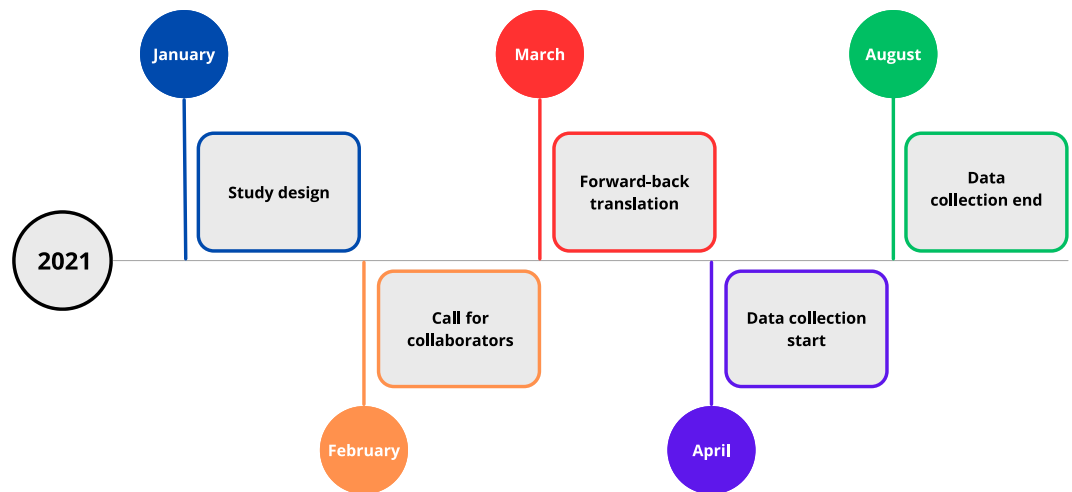 January
March
August
Study design
Forward-back
translation
Data
collection end
2021
Call for
collaborators
Data collection
start
February
April